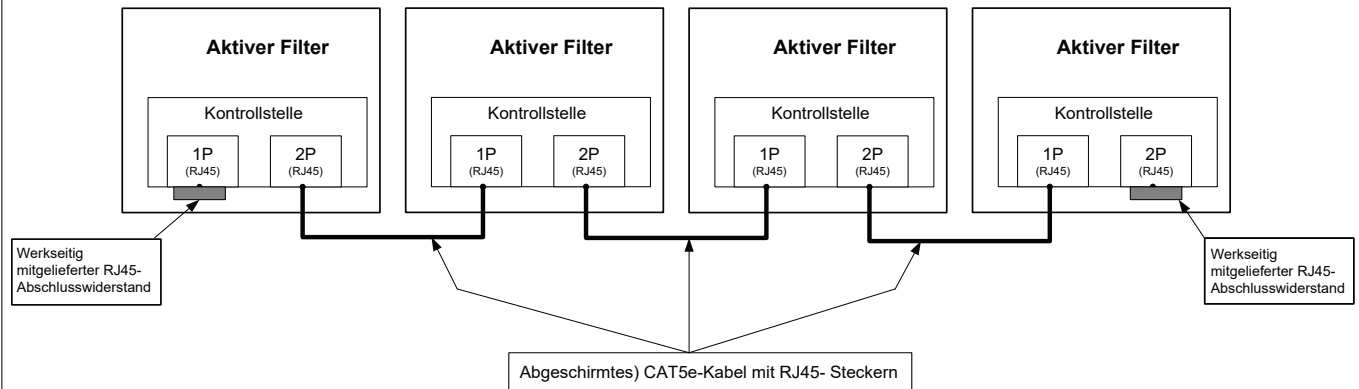 Aktiver Filter
Aktiver Filter
Aktiver Filter
Aktiver Filter
Kontrollstelle
Kontrollstelle
Kontrollstelle
Kontrollstelle
1P
(RJ45)
2P
(RJ45)
1P
(RJ45)
2P
(RJ45)
1P
(RJ45)
2P
(RJ45)
1P
(RJ45)
2P
(RJ45)
Werkseitig
mitgelieferter RJ45-
Abschlusswiderstand
Werkseitig
mitgelieferter RJ45-
Abschlusswiderstand
Abgeschirmtes) CAT5e-Kabel mit RJ45- Steckern